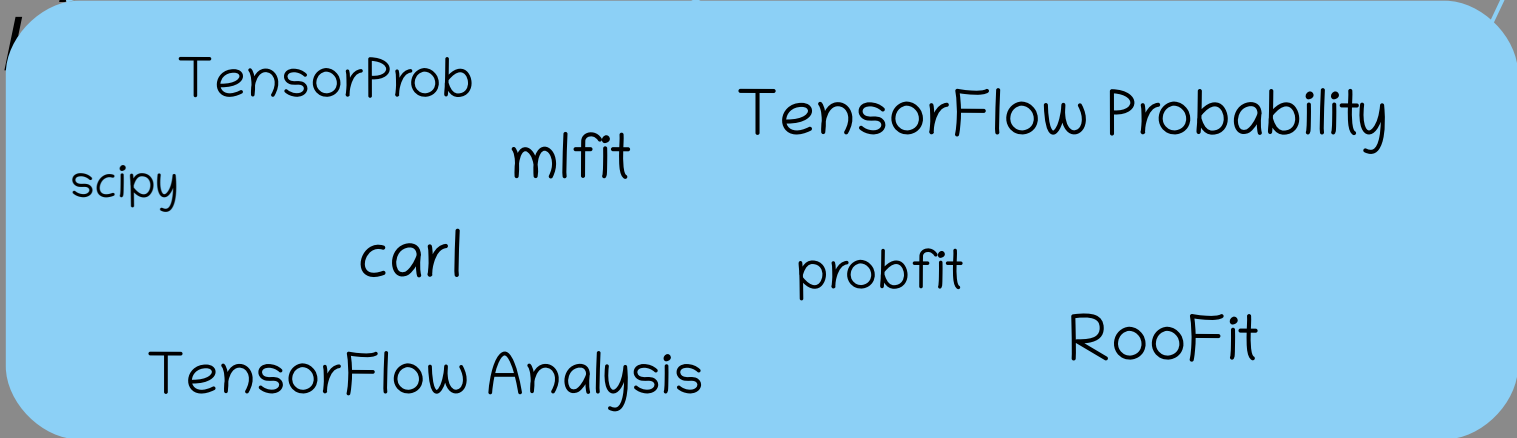 TensorProb
TensorFlow Probability
mlfit
scipy
carl
probfit
RooFit
TensorFlow Analysis